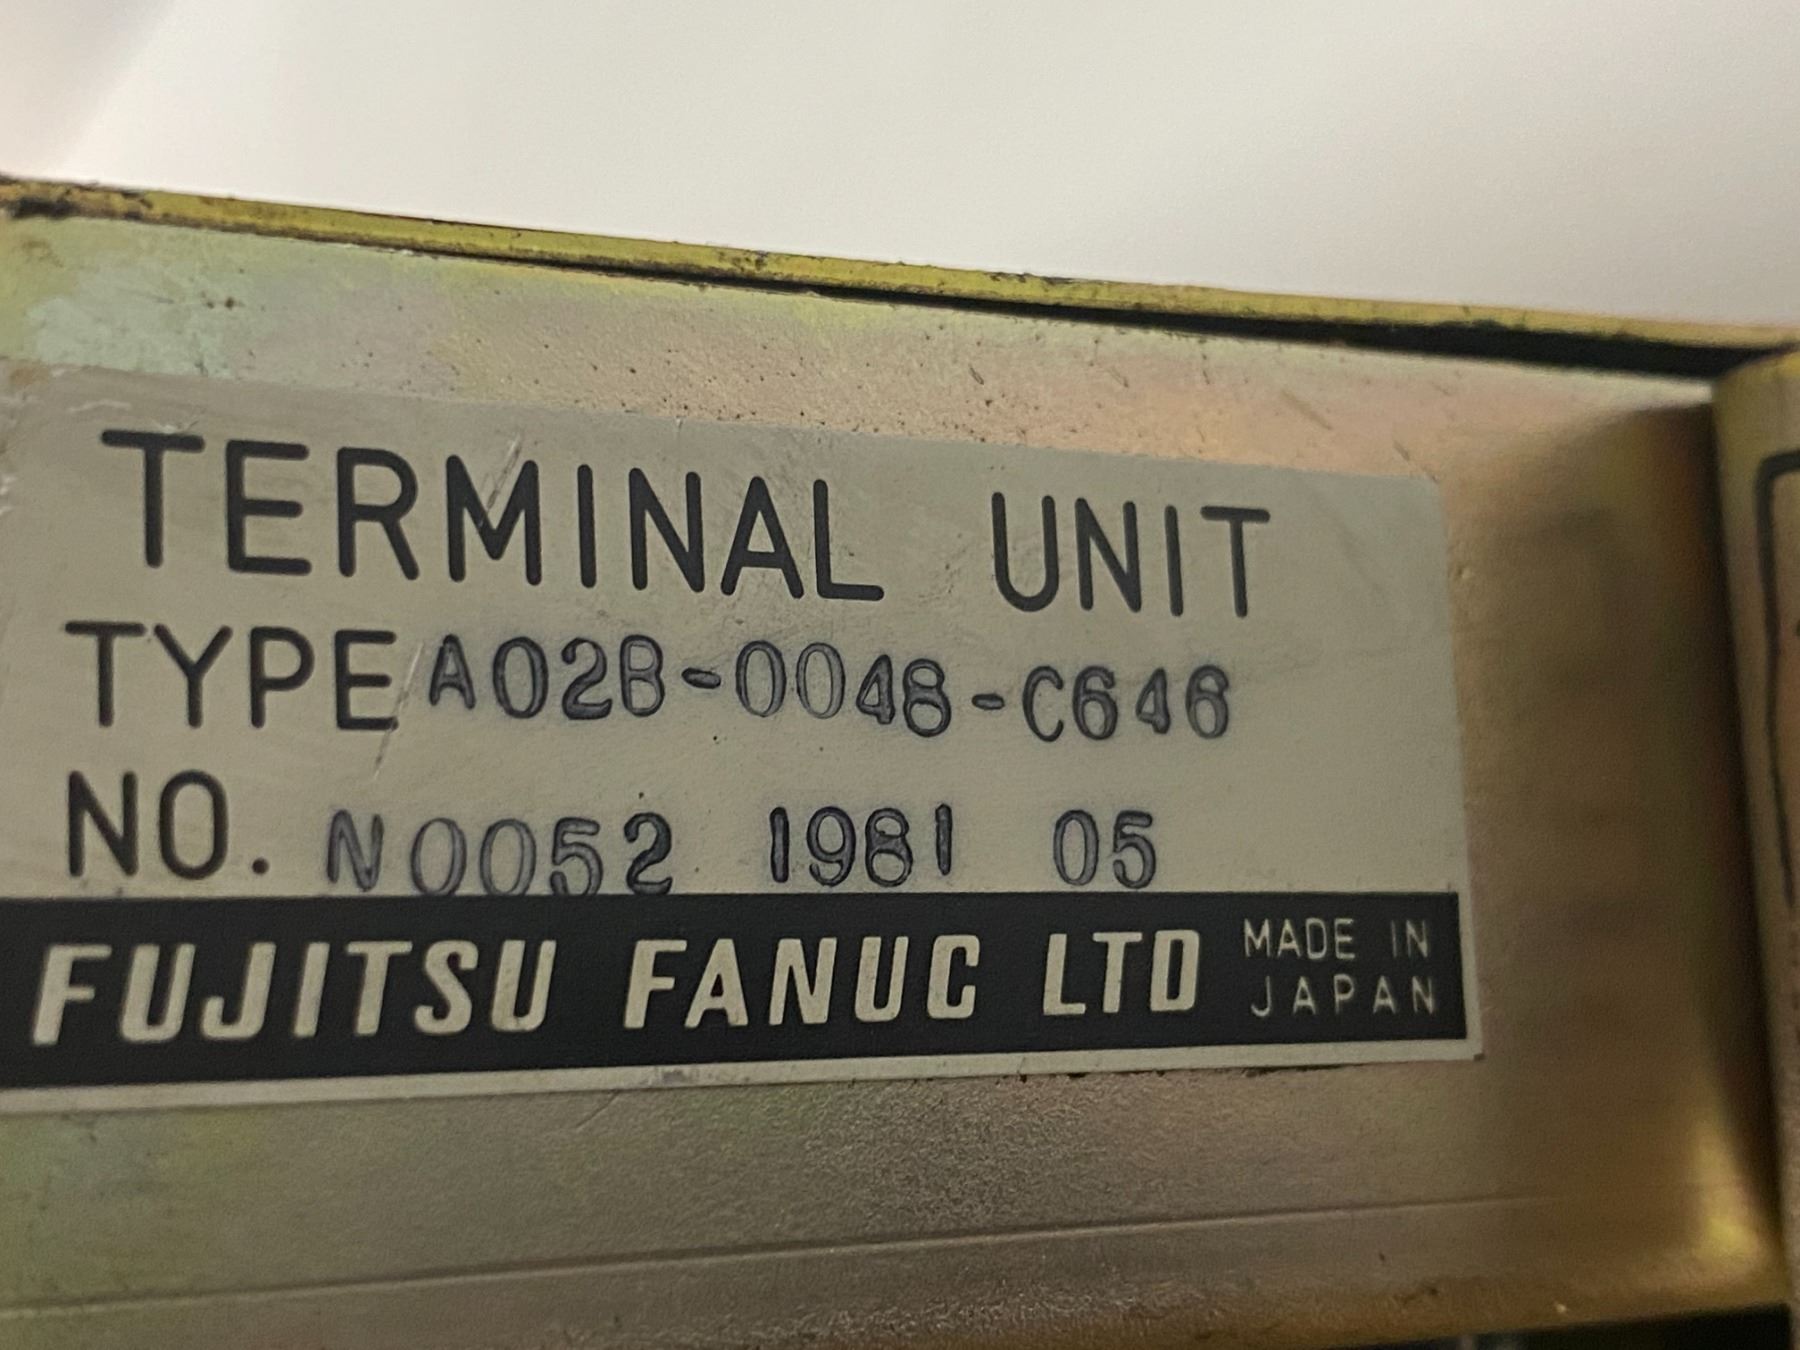 TERMINAL UNIT
TYPE A02B-0048-C646
NO. N0052 1981 05
FUJITSU FANUC LTD MADE IN JAPAN